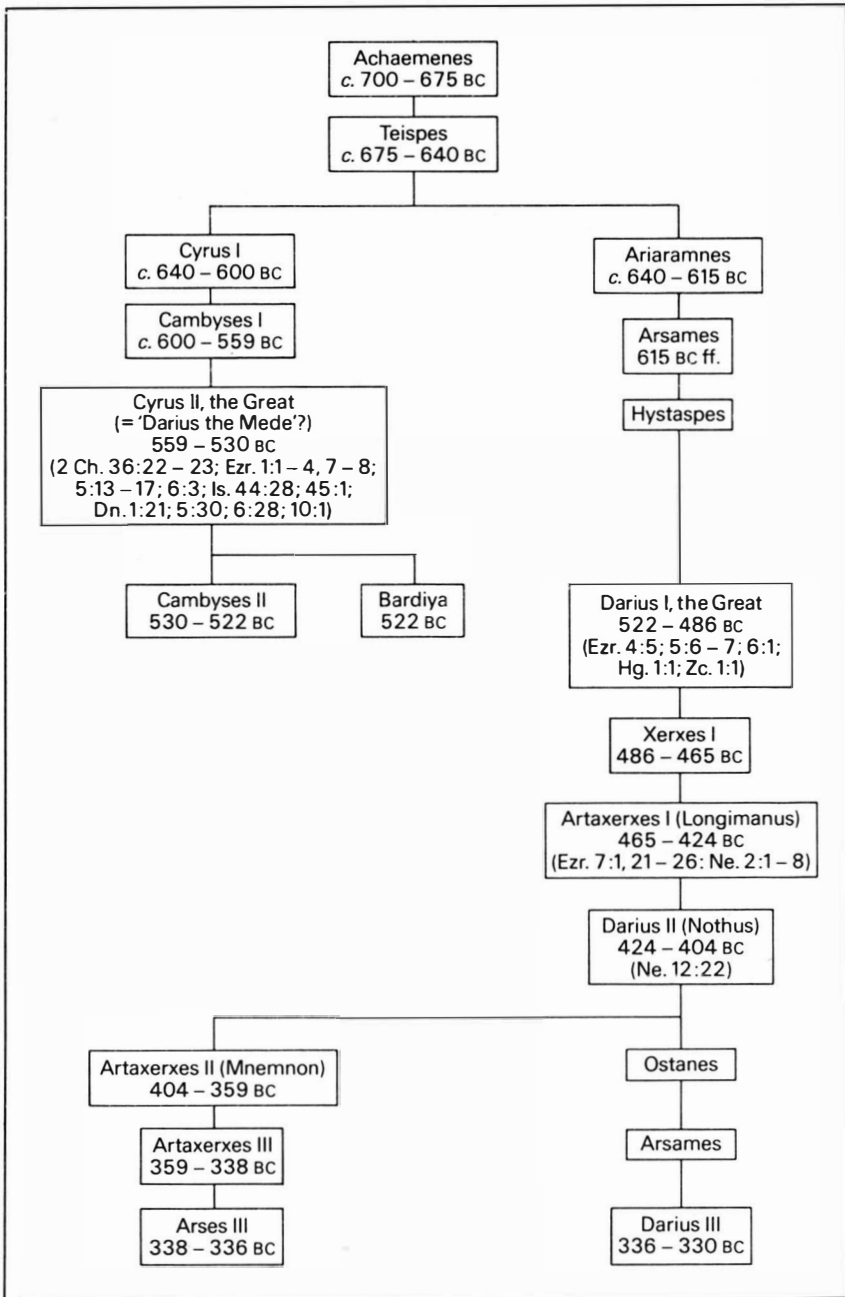 Achaemenes
c. 700 – 675 BC
Teispes
c. 675 – 640 BC
Cyrus I
c. 640 – 600 BC
Ariaramnes
c. 640 – 615 BC
Cambyses I
c. 600 – 559 BC
Arsames
615 BC ff.
Cyrus II, the Great
(= 'Darius the Mede'?)
559 – 530 BC
(2 Ch. 36:22 – 23; Ezr. 1:1 – 4, 7 – 8;
5:13 – 17; 6:3; Is. 44:28; 45:1;
Dn. 1:21; 5:30; 6:28; 10:1)
Hystaspes
Cambyses II
530 – 522 BC
Bardiya
522 BC
Darius I, the Great
522 – 486 BC
(Ezr. 4:5; 5:6 – 7; 6:1;
Hg. 1:1; Zc. 1:1)
Xerxes I
486 – 465 BC
Artaxerxes I (Longimanus)
465 – 424 BC
(Ezr. 7:1, 21 – 26: Ne. 2:1 – 8)
Darius II (Nothus)
424 – 404 BC
(Ne. 12:22)
Artaxerxes II (Mnemnon)
404 – 359 BC
Ostanes
Artaxerxes III
359 – 338 BC
Arsames
Arses III
338 – 336 BC
Darius III
336 – 330 BC